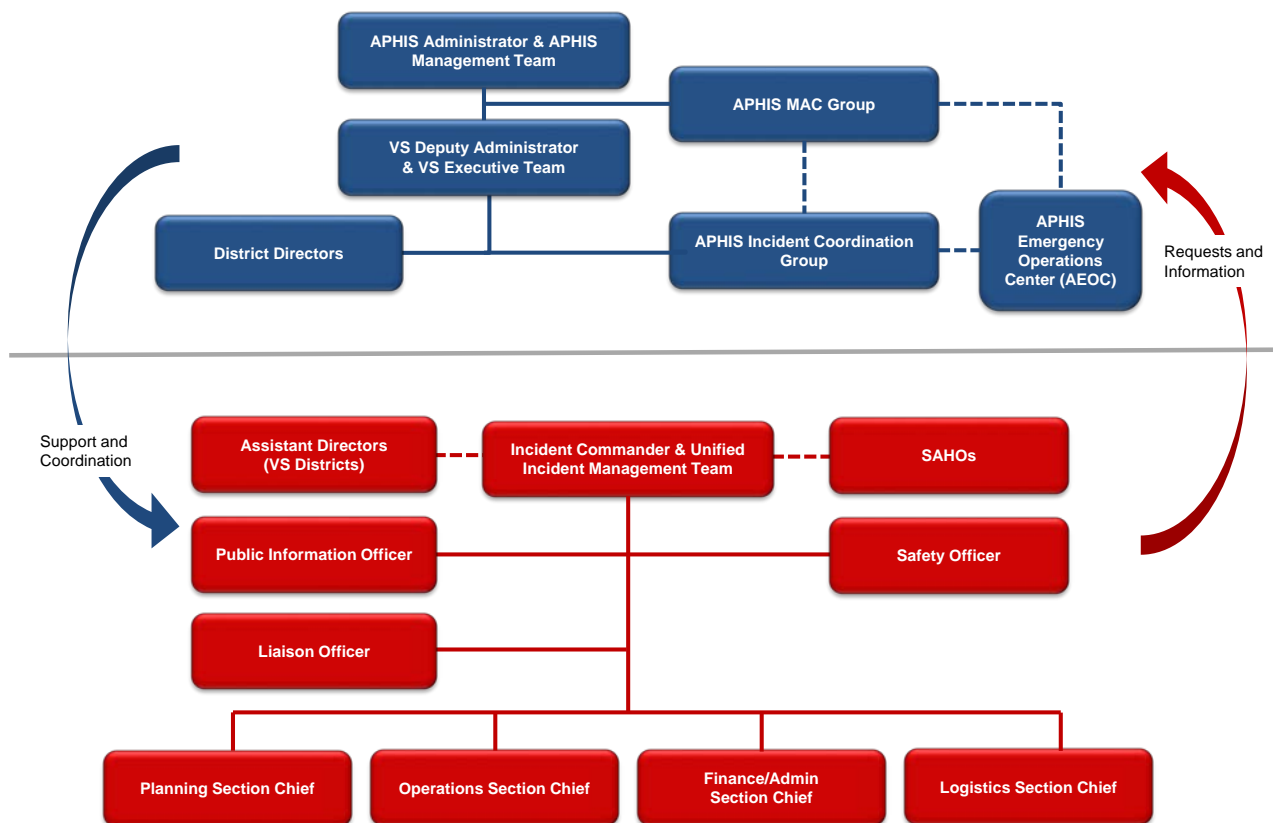 APHIS Administrator & APHIS
Management Team
APHIS MAC Group
VS Deputy Administrator
& VS Executive Team
District Directors
APHIS Incident Coordination
Group
APHIS
Emergency
Operations
Center (AEOC)
Requests and
Information
Support and
Coordination
Assistant Directors
(VS Districts)
Incident Commander & Unified
Incident Management Team
SAHOs
Public Information Officer
Safety Officer
Liaison Officer
Planning Section Chief
Operations Section Chief
Finance/Admin
Section Chief
Logistics Section Chief